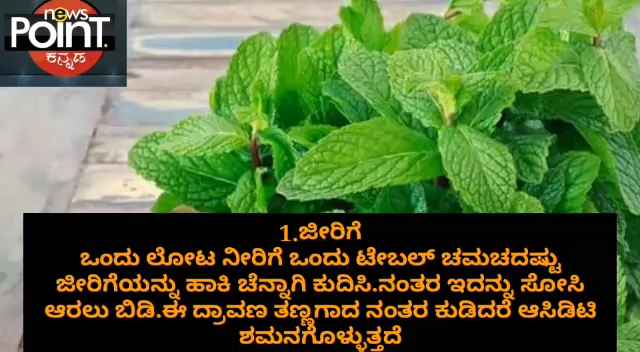 news
POiNT.
ಕನ್ನಡ
1.ಜೀರಿಗೆ
ಒಂದು ಲೋಟ ನೀರಿಗೆ ಒಂದು ಟೇಬಲ್ ಚಮಚದಷ್ಟು
ಜೀರಿಗೆಯನ್ನು ಹಾಕಿ ಚೆನ್ನಾಗಿ ಕುದಿಸಿ.ನಂತರ ಇದನ್ನು ಸೋಸಿ
ಆರಲು ಬಿಡಿ.ಈ ದ್ರಾವಣ ತಣ್ಣಗಾದ ನಂತರ ಕುಡಿದರೆ ಆಸಿಡಿಟಿ
ಶಮನಗೊಳ್ಳುತ್ತದೆ